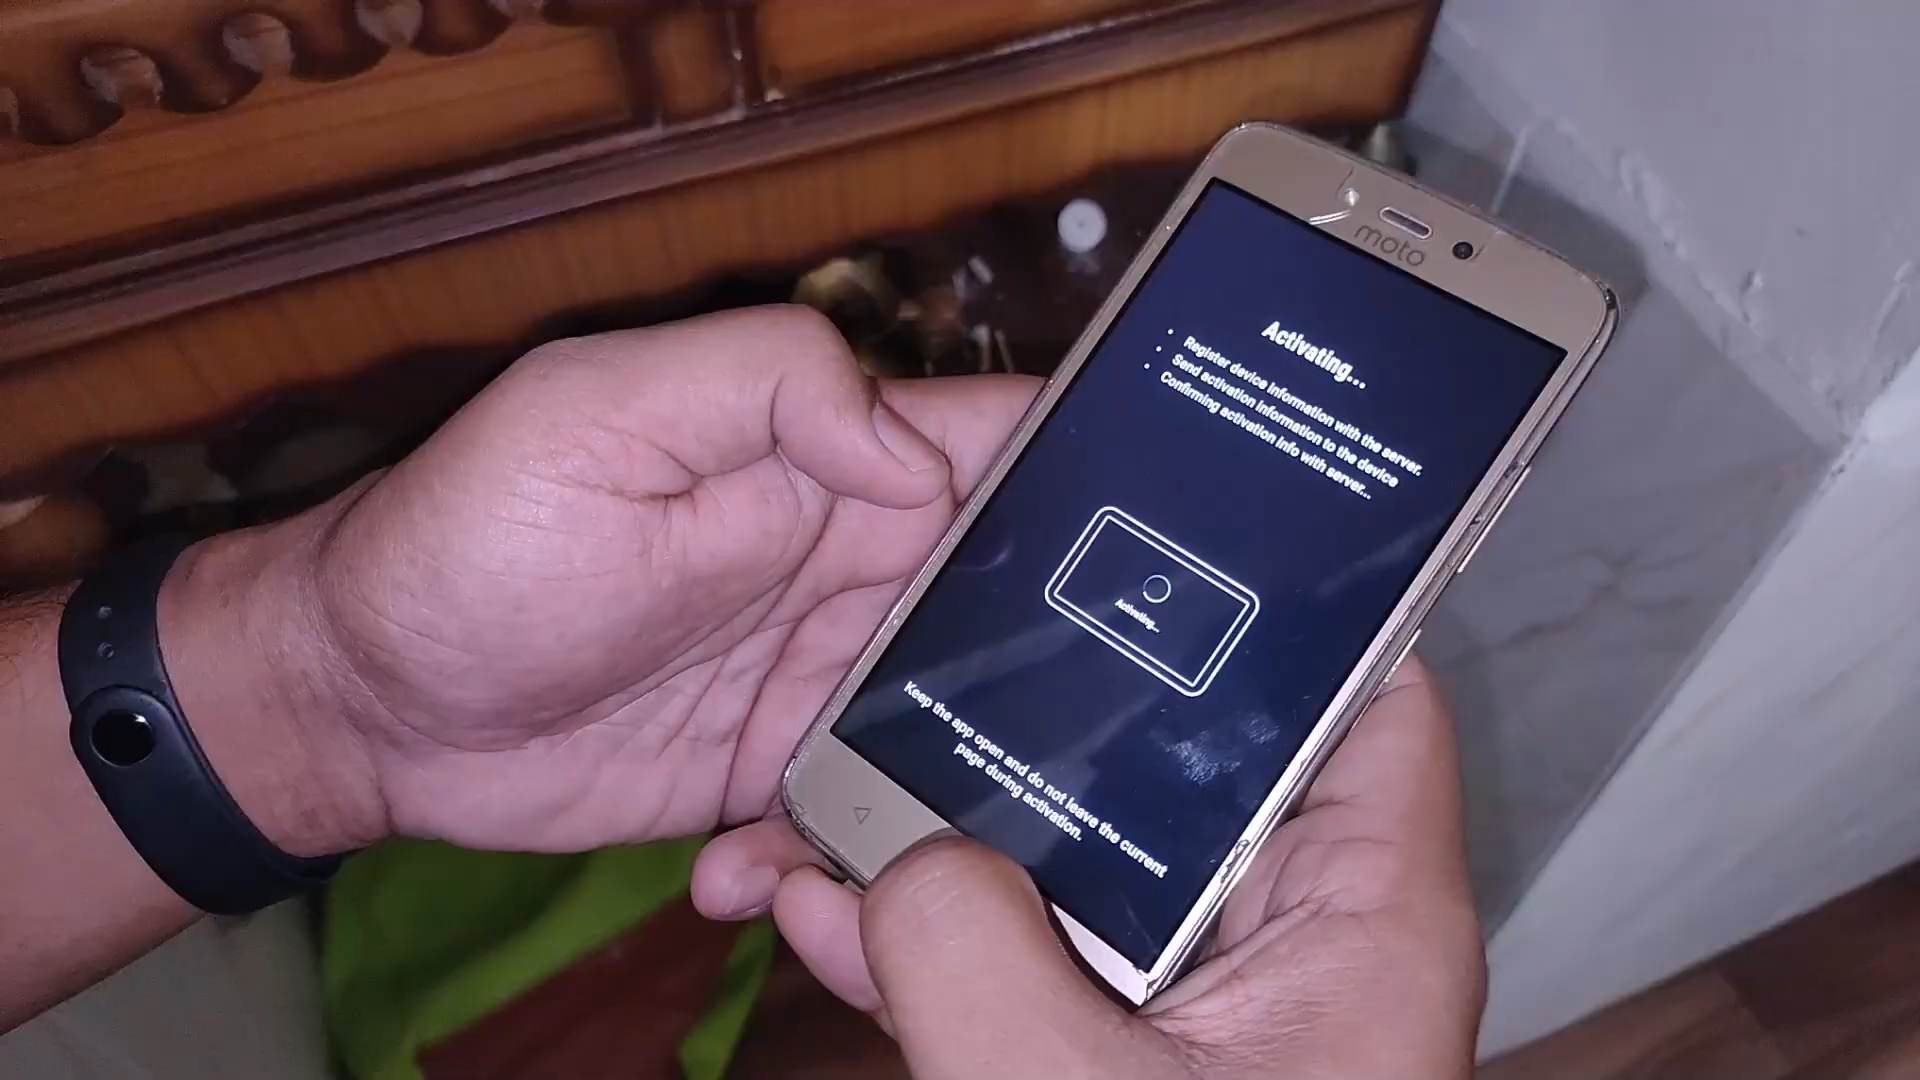 moto
Activating...
• Register device information with the server.
• Send activation information to the device
• Confirming activation info with server...
Activating...
Keep the app open and do not leave the current
page during activation.